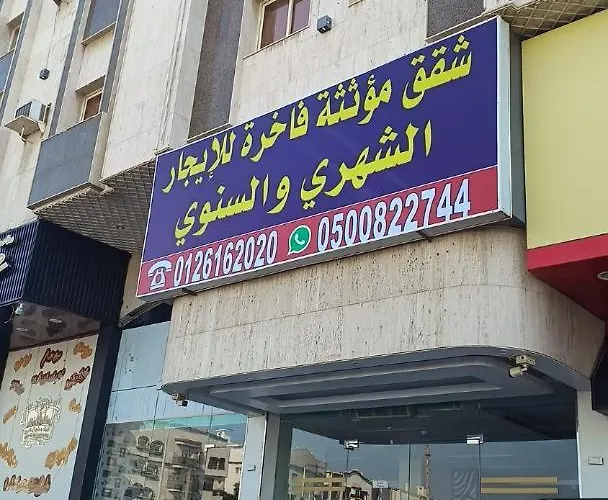 شقق مؤثثة فاخرة للإيجار
الشهري والسنوي
0126162020 0500822744